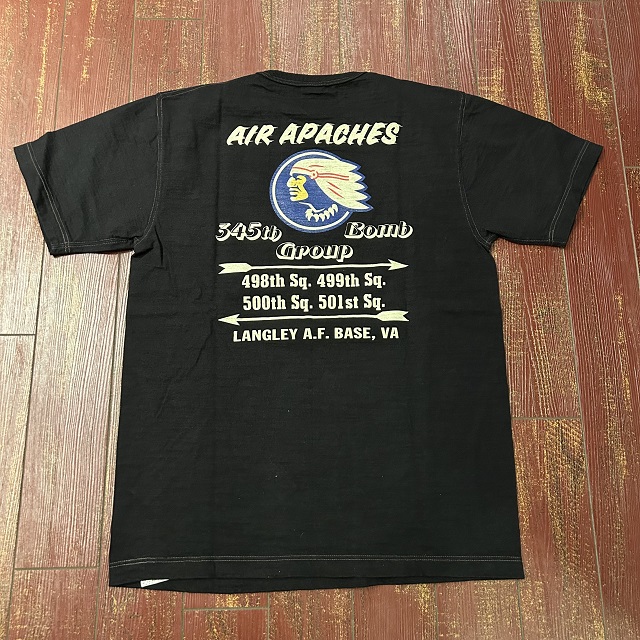 AIR APACHES
345th Bomb
Group
498th Sq. 499th Sq.
500th Sq. 501st Sq.
LANGLEY A.F. BASE, VA